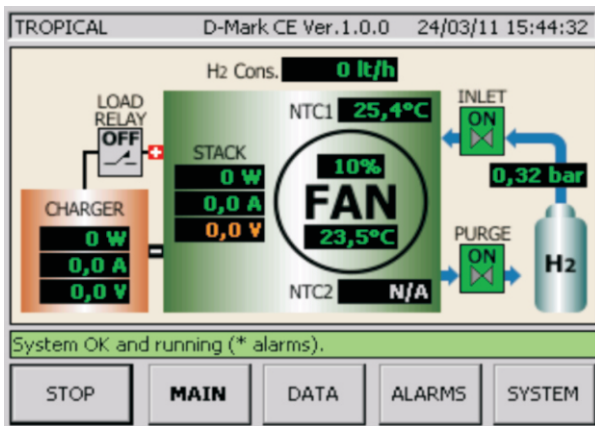 TROPICAL D-Mark CE Ver.1.0.0 24/03/11 15:44:32
H2 Cons. 0 lt/h
LOAD
RELAY
OFF
NTC1 25,4°C
INLET
ON
STACK
0 W
0,0 A
0,0 V
10%
FAN
23,5°C
0,32 bar
CHARGER
0 W
0,0 A
0,0 V
PURGE
ON
H2
NTC2 N/A
System OK and running (* alarms).
STOP MAIN DATA ALARMS SYSTEM